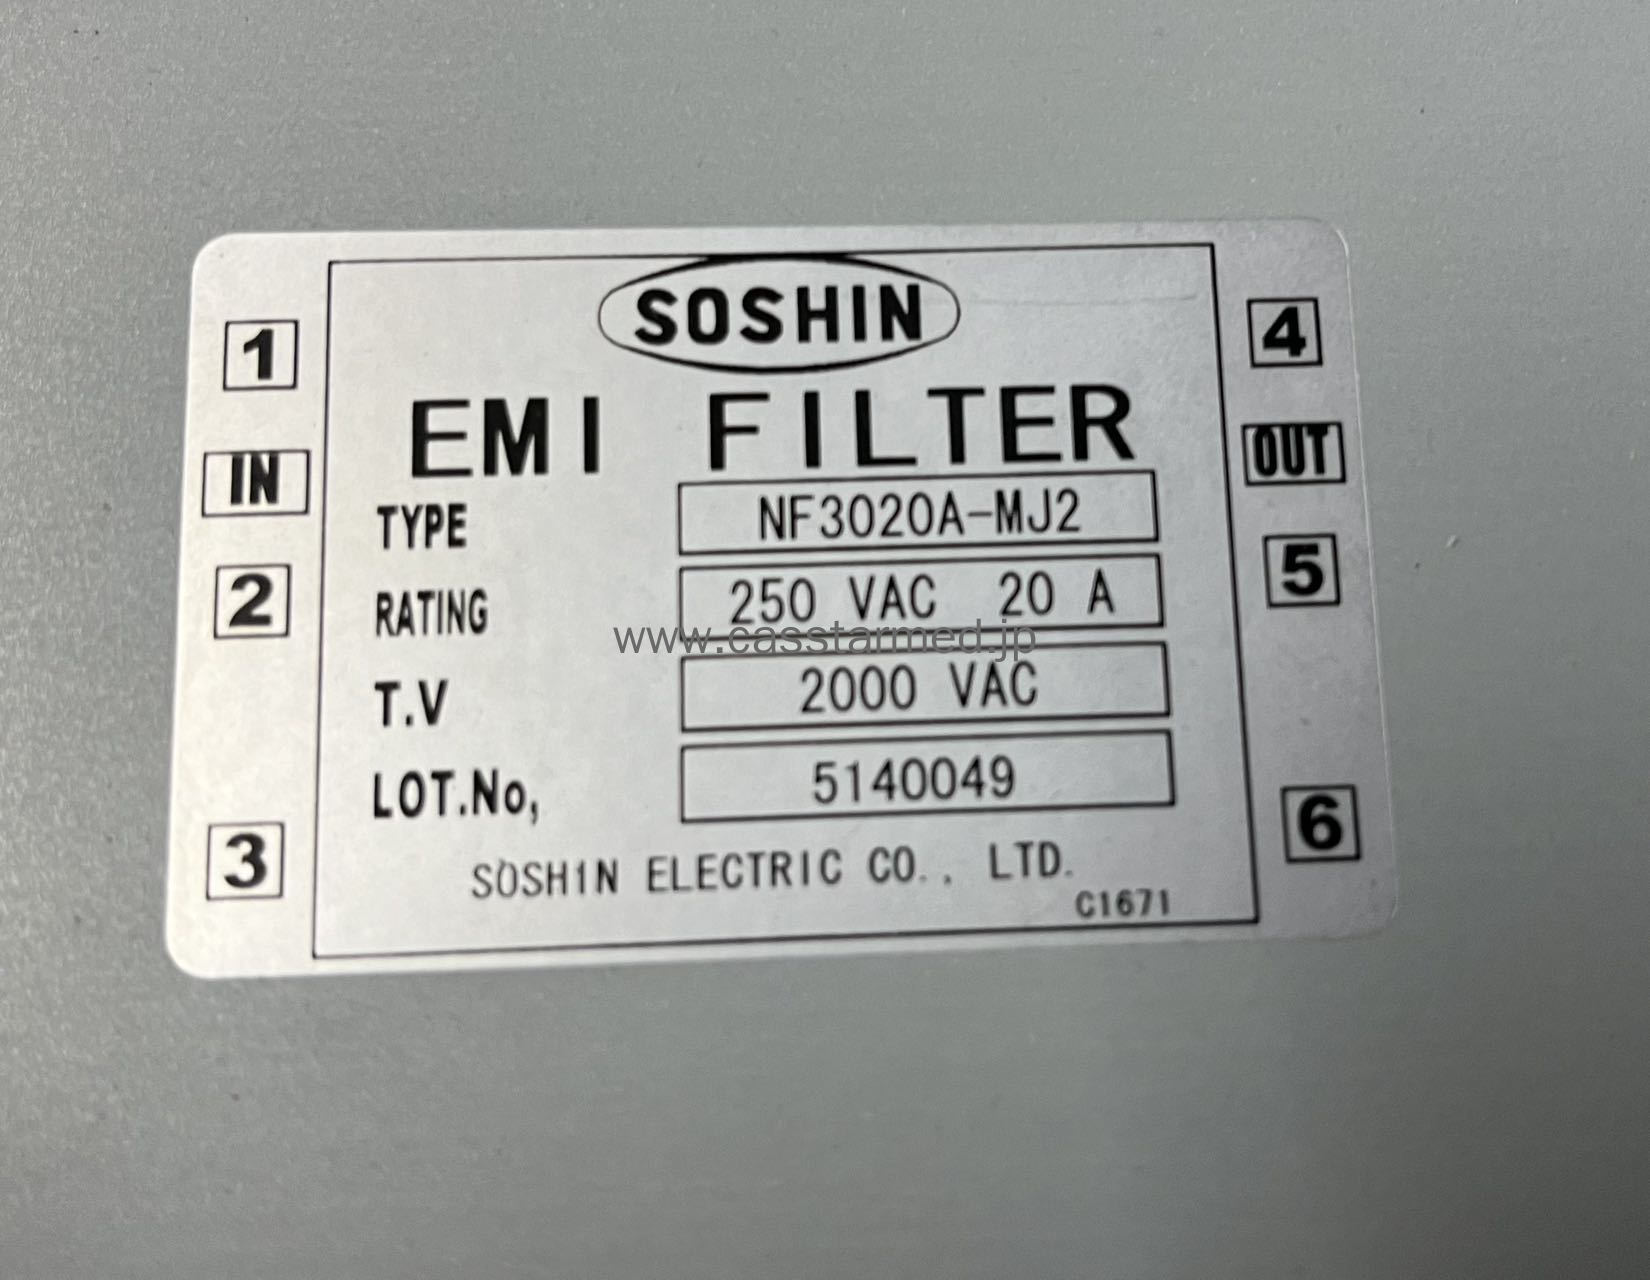 SOSHIN
EMI FILTER
TYPE NF3020A-MJ2
RATING 250 VAC 20 A
www.casstarmed.jp
T.V 2000 VAC
LOT.No, 5140049
SOSHIN ELECTRIC CO., LTD.
C1671
1
IN
2
3
4
OUT
5
6